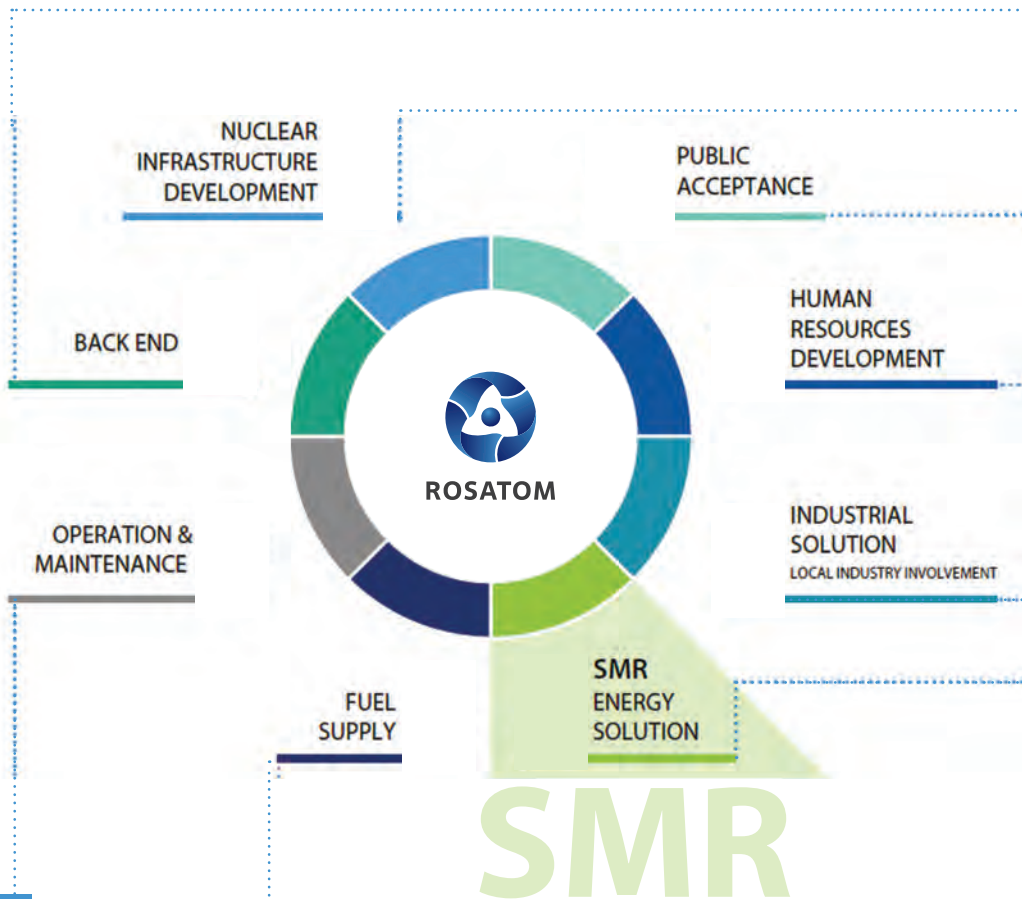 NUCLEAR
INFRASTRUCTURE
DEVELOPMENT
PUBLIC
ACCEPTANCE
BACK END
HUMAN
RESOURCES
DEVELOPMENT
ROSATOM
OPERATION &
MAINTENANCE
INDUSTRIAL
SOLUTION
LOCAL INDUSTRY INVOLVEMENT
FUEL
SUPPLY
SMR
ENERGY
SOLUTION
SMR